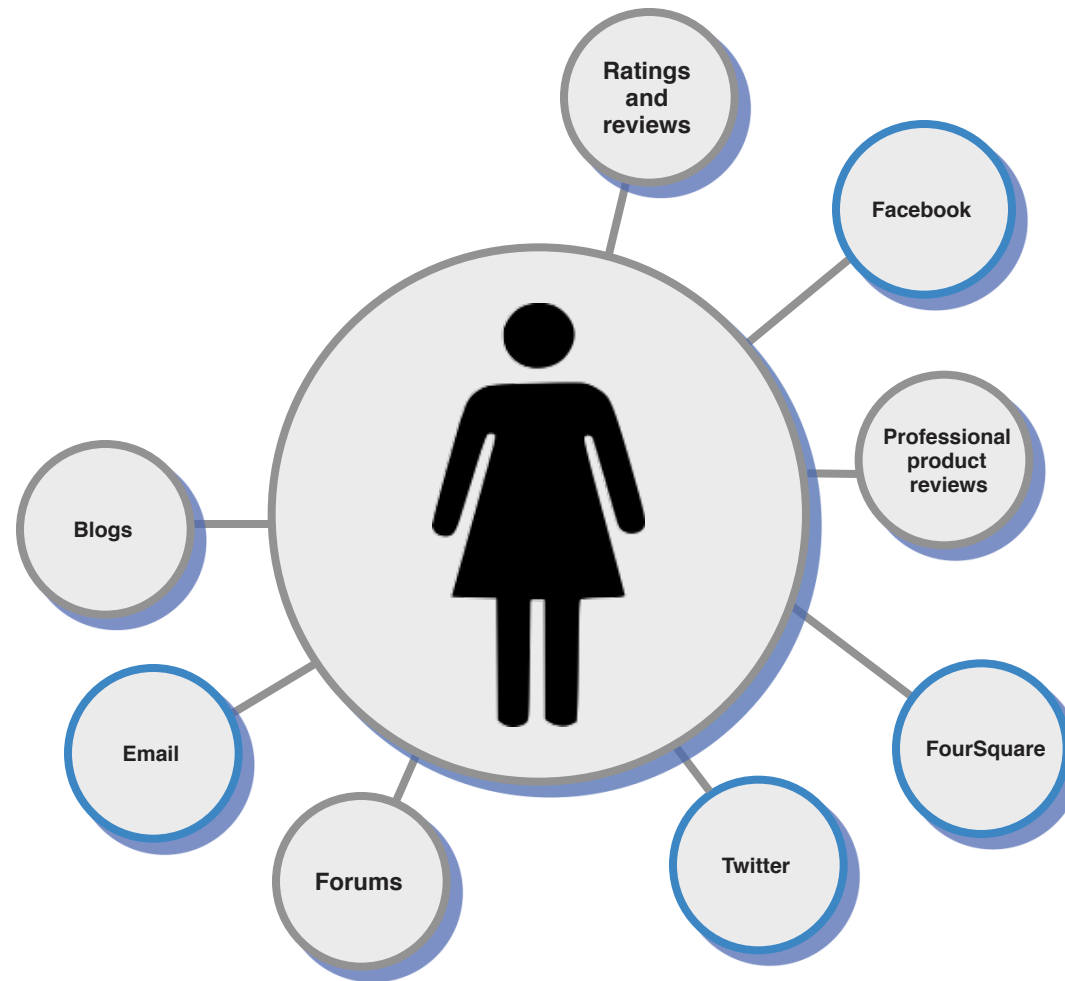 Ratings
and
reviews
Facebook
Professional
product
reviews
Blogs
FourSquare
Email
Twitter
Forums